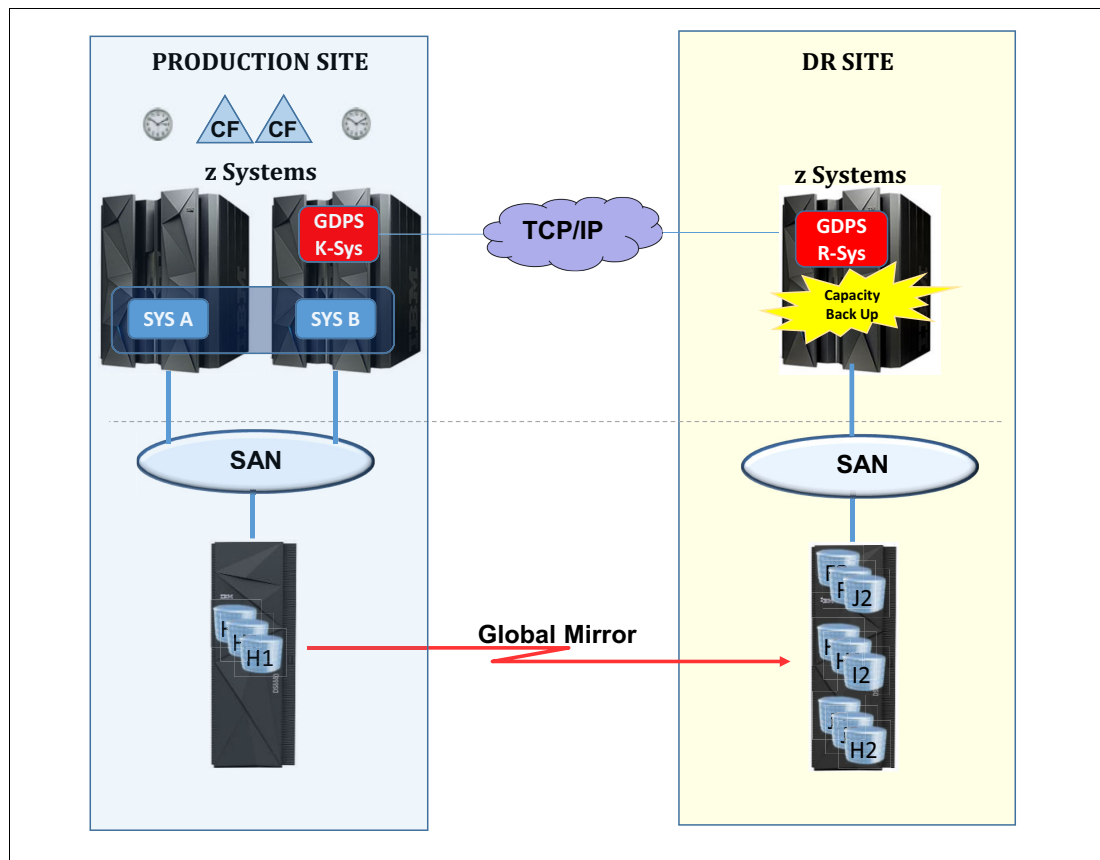 PRODUCTION SITE
DR SITE
CF
CF
z Systems
z Systems
GDPS
K-Sys
TCP/IP
GDPS
R-Sys
Capacity
Back Up
SYS A
SYS B
SAN
SAN
Global Mirror
H1
J2
I2
H2